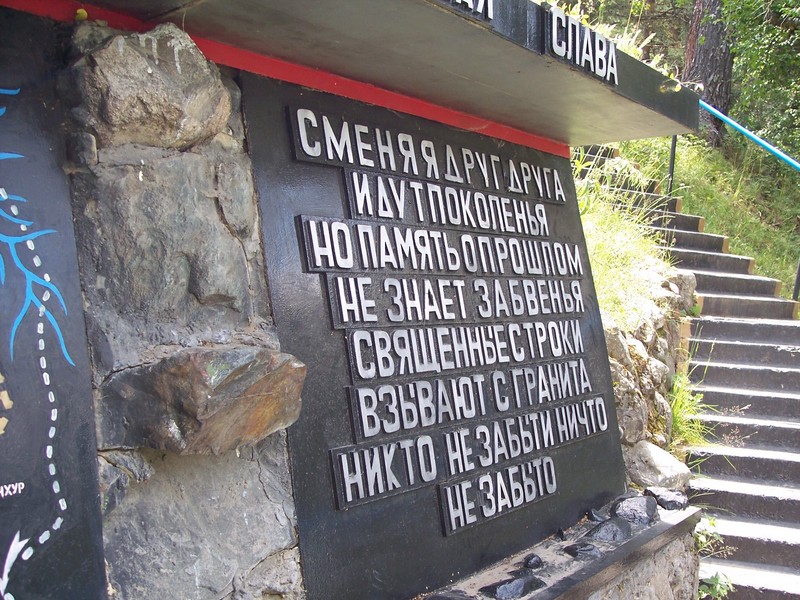 СЛАВА
СМЕНЯЯ ДРУГ ДРУГА
ИДУТ ПОКОЛЕНЬЯ
НО ПАМЯТЬ О ПРОШЛОМ
НЕ ЗНАЕТ ЗАБВЕНЬЯ
СВЯЩЕННЫЕ СТРОКИ
ВЗЫВАЮТ С ГРАНИТА
НИКТО НЕ ЗАБЫТ И НИЧТО
НЕ ЗАБЫТО